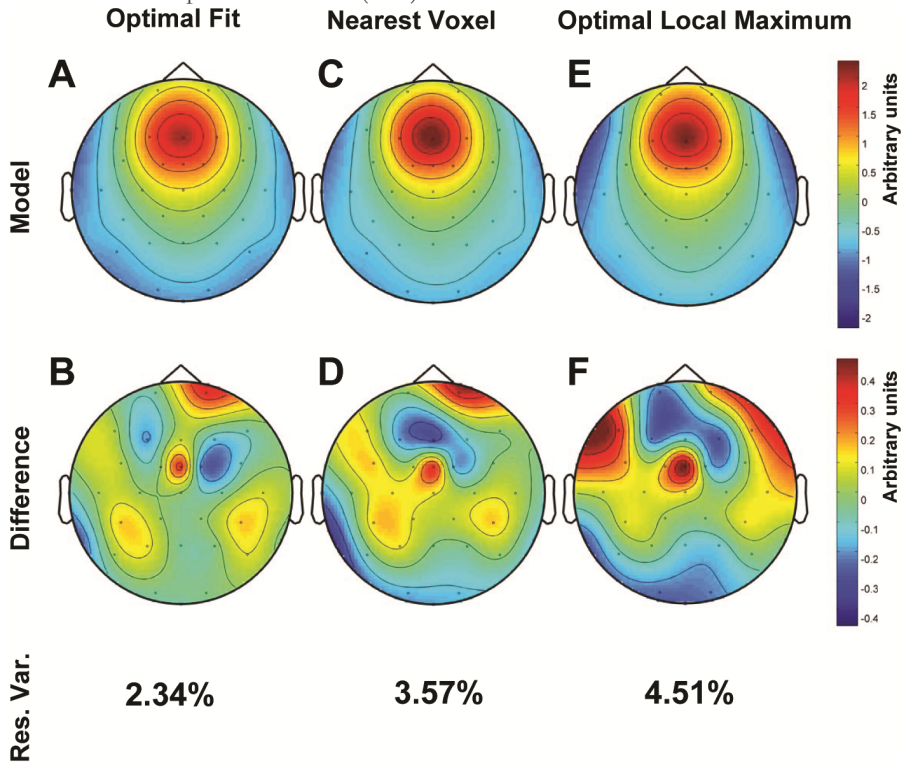 Optimal Fit Nearest Voxel Optimal Local Maximum
A C E
Model
2
1.5
1
0.5
0
-0.5
-1
-1.5
-2
Arbitrary units
B D F
Difference
0.4
0.3
0.2
0.1
0
-0.1
-0.2
-0.3
-0.4
Arbitrary units
Res. Var.
2.34% 3.57% 4.51%